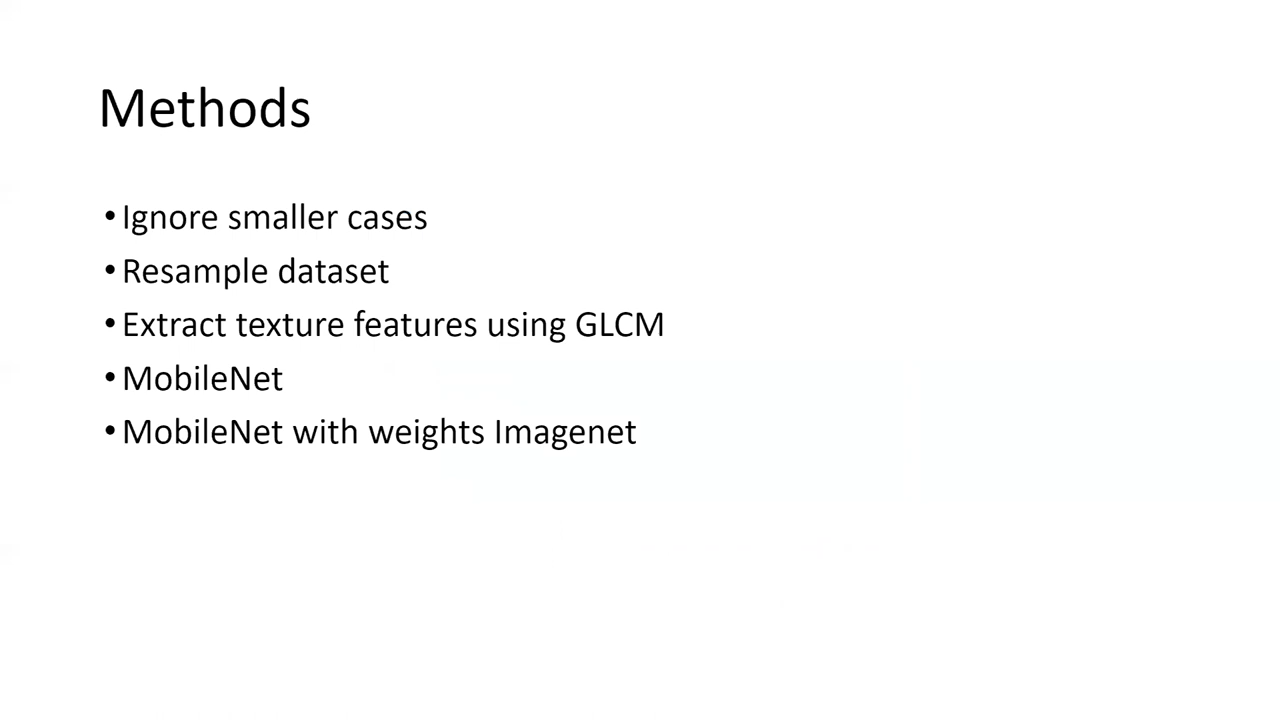 Methods
•Ignore smaller cases
•Resample dataset
•Extract texture features using GLCM
•MobileNet
•MobileNet with weights Imagenet